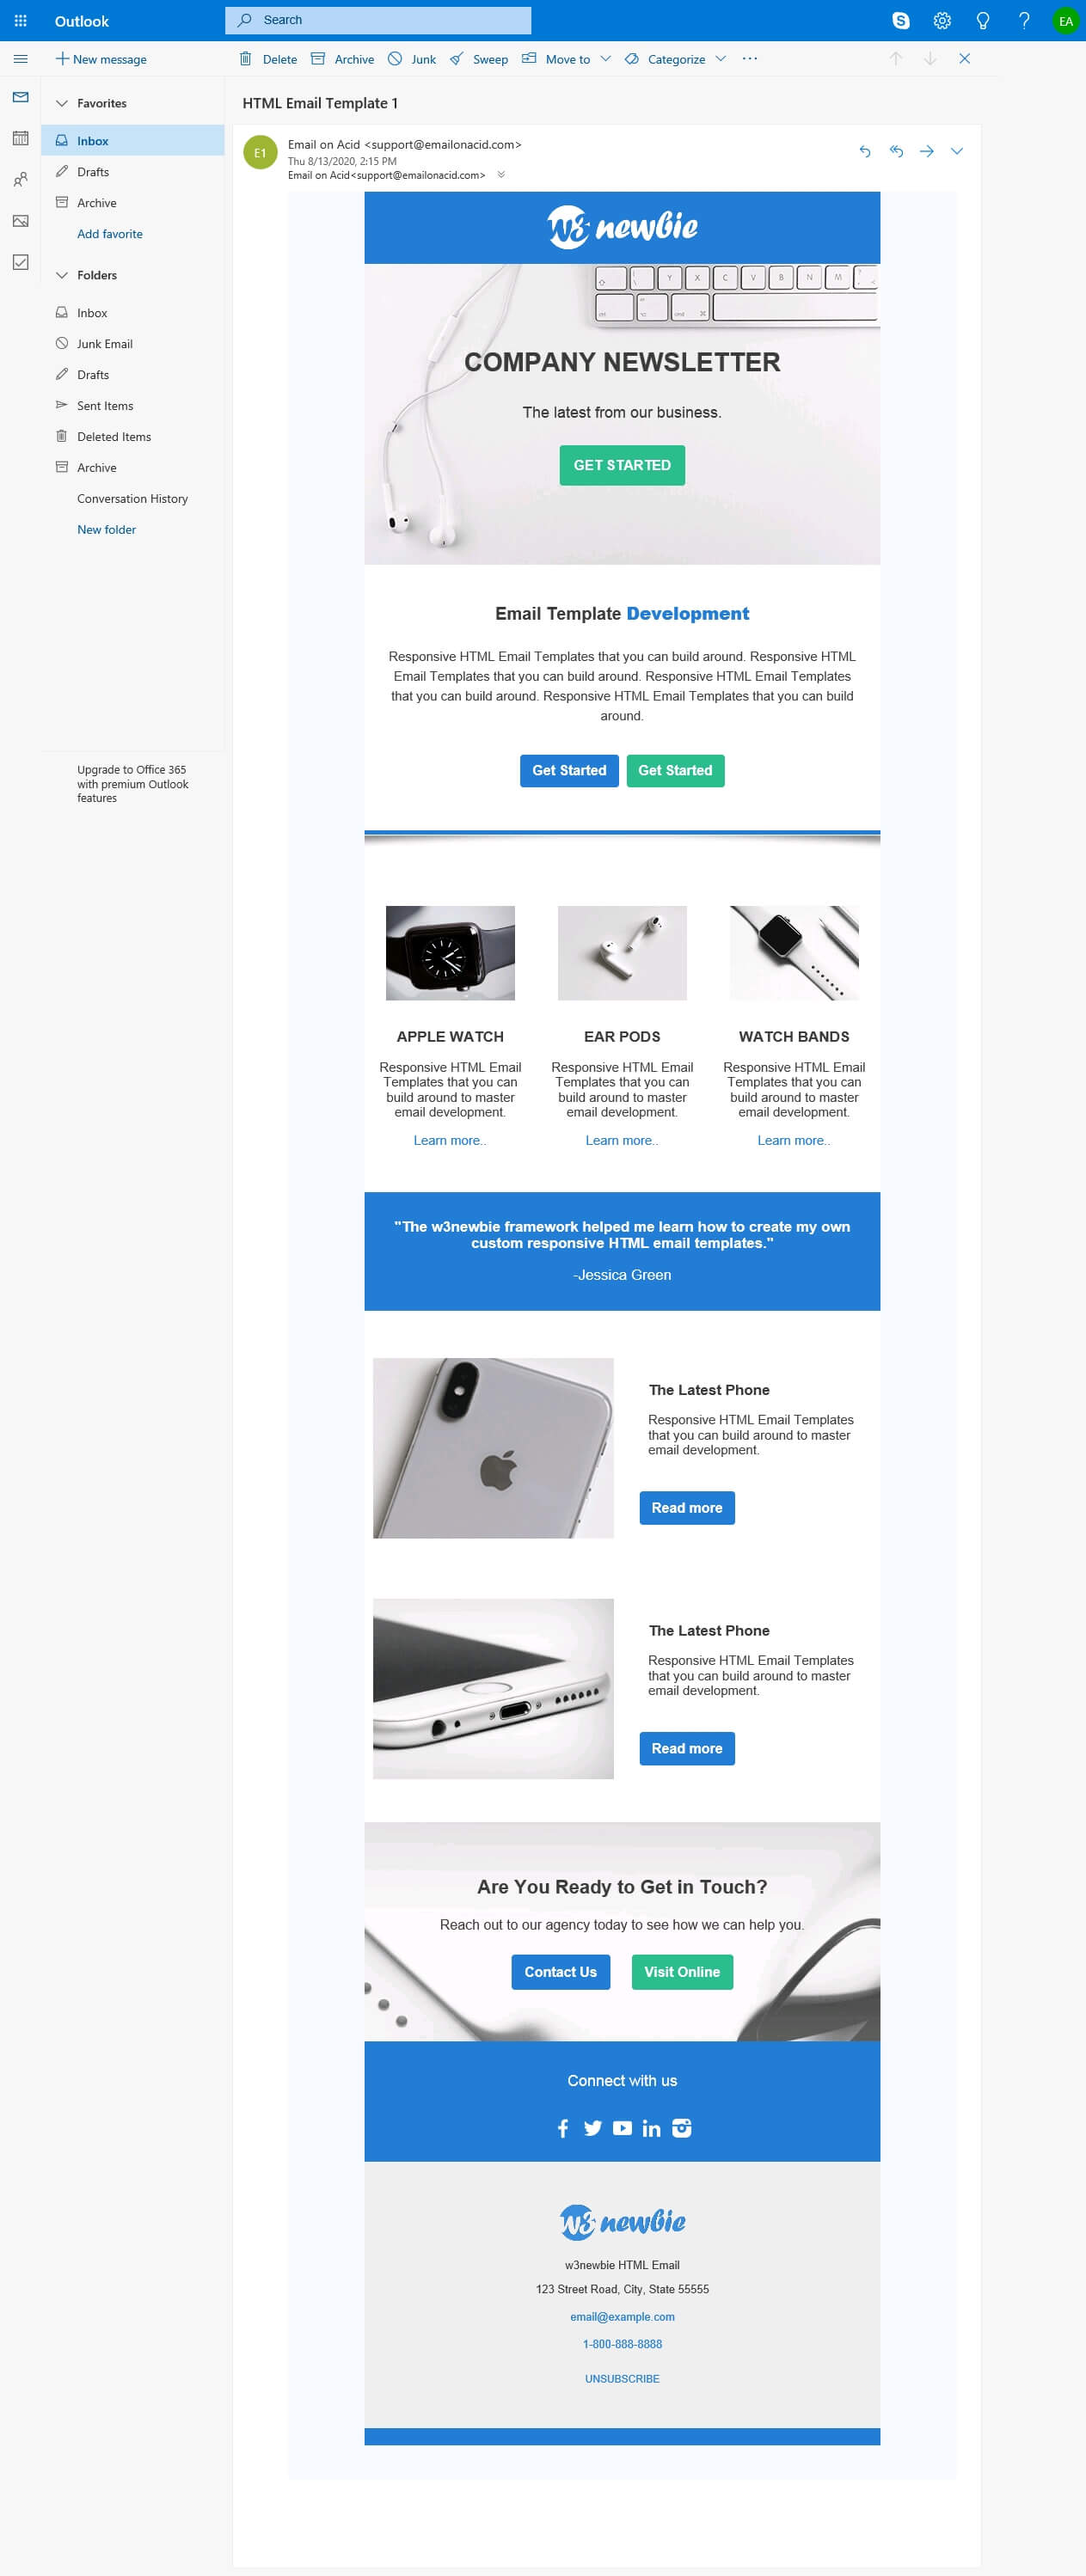 Outlook
Search
EA
New message
Delete
Archive
Junk
Sweep
Move to
Categorize
Favorites
Inbox
Drafts
Archive
Add favorite
Folders
Inbox
Junk Email
Drafts
Sent Items
Deleted Items
Archive
Conversation History
New folder
Upgrade to Office 365
with premium Outlook
features
HTML Email Template 1
E1
Email on Acid <support@emailonacid.com>
Thu 8/13/2020, 2:15 PM
Email on Acid<support@emailonacid.com>
w3 newbie
Z X C V B N M
COMPANY NEWSLETTER
The latest from our business.
GET STARTED
Email Template Development
Responsive HTML Email Templates that you can build around. Responsive HTML
Email Templates that you can build around. Responsive HTML Email Templates
that you can build around. Responsive HTML Email Templates that you can build
around.
Get Started
Get Started
APPLE WATCH
Responsive HTML Email
Templates that you can
build around to master
email development.
Learn more..
EAR PODS
Responsive HTML Email
Templates that you can
build around to master
email development.
Learn more..
WATCH BANDS
Responsive HTML Email
Templates that you can
build around to master
email development.
Learn more..
"The w3newbie framework helped me learn how to create my own
custom responsive HTML email templates."
-Jessica Green
The Latest Phone
Responsive HTML Email Templates
that you can build around to master
email development.
Read more
The Latest Phone
Responsive HTML Email Templates
that you can build around to master
email development.
Read more
Are You Ready to Get in Touch?
Reach out to our agency today to see how we can help you.
Contact Us
Visit Online
Connect with us
w3 newbie
w3newbie HTML Email
123 Street Road, City, State 55555
email@example.com
1-800-888-8888
UNSUBSCRIBE